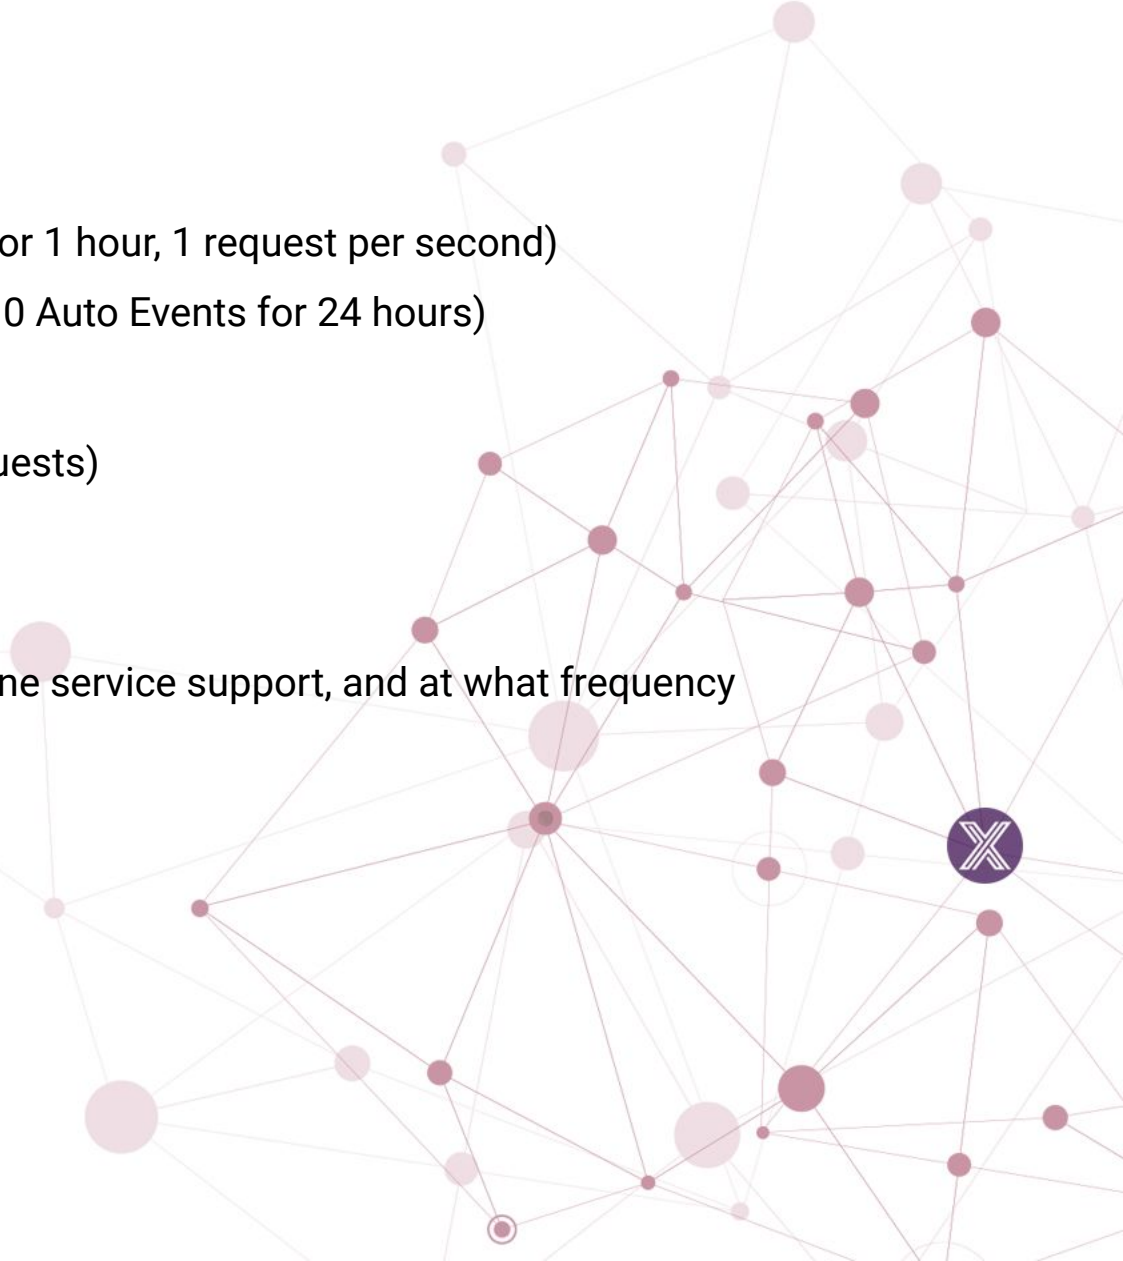 or 1 hour, 1 request per second)
0 Auto Events for 24 hours)
uests)
ne service support, and at what frequency